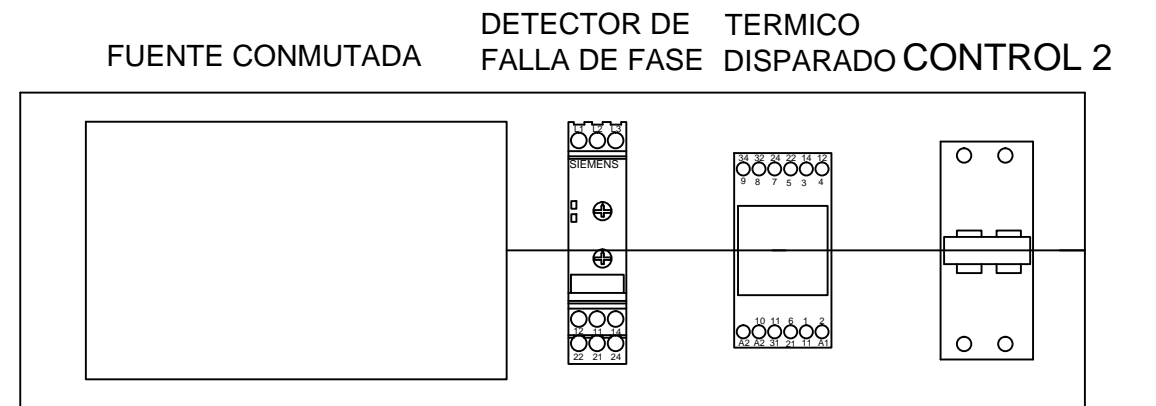 DETECTOR DE TERMICO
FUENTE CONMUTADA FALLA DE FASE DISPARADO CONTROL 2
L1 L2 L3
SIEMENS
34 32 24 22 14 12
9 8 7 5 3 4
10 11 6 1 2
A2 A2 31 21 11 A1
12 11 14
22 21 24